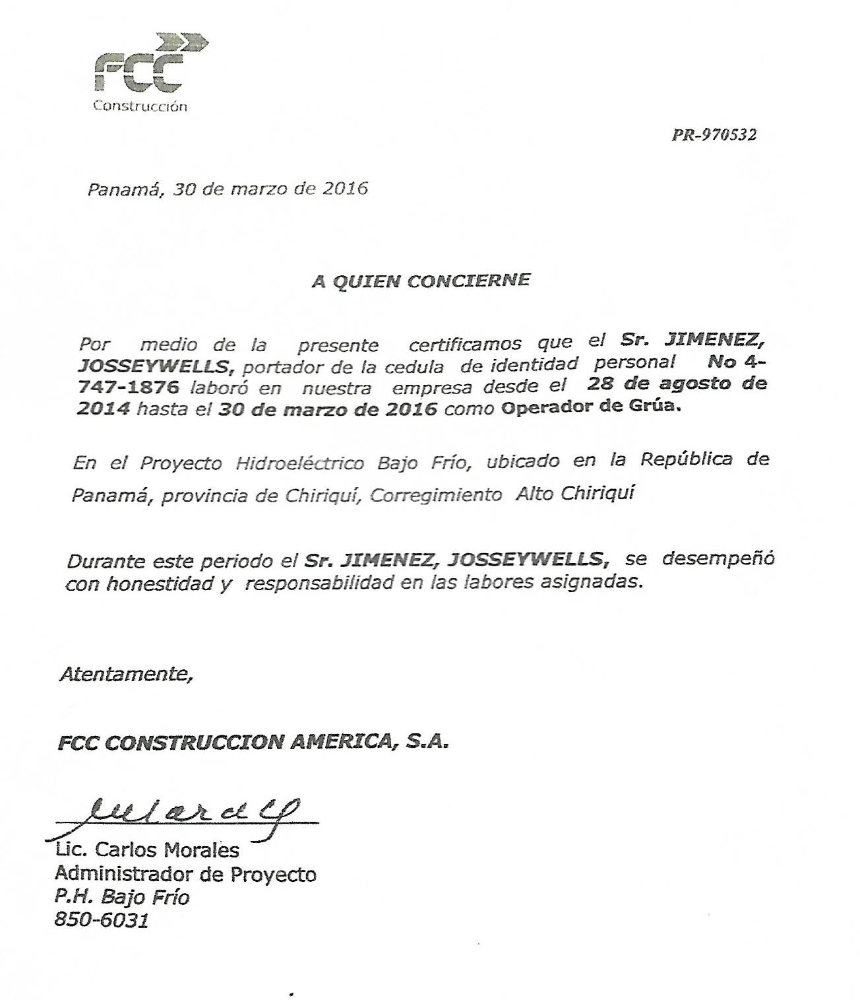 FCC
Construcción
PR-970532
Panamá, 30 de marzo de 2016
A QUIEN CONCIERNE
Por medio de la presente certificamos que el Sr. JIMENEZ,
JOSSEYWELLS, portador de la cedula de identidad personal No 4-
747-1876 laboró en nuestra empresa desde el 28 de agosto de
2014 hasta el 30 de marzo de 2016 como Operador de Grúa.
En el Proyecto Hidroeléctrico Bajo Frío, ubicado en la República de
Panamá, provincia de Chiriquí, Corregimiento Alto Chiriquí
Durante este periodo el Sr. JIMENEZ, JOSSEYWELLS, se desempeñó
con honestidad y responsabilidad en las labores asignadas.
Atentamente,
FCC CONSTRUCCION AMERICA, S.A.
Lic. Carlos Morales
Administrador de Proyecto
P.H. Bajo Frío
850-6031